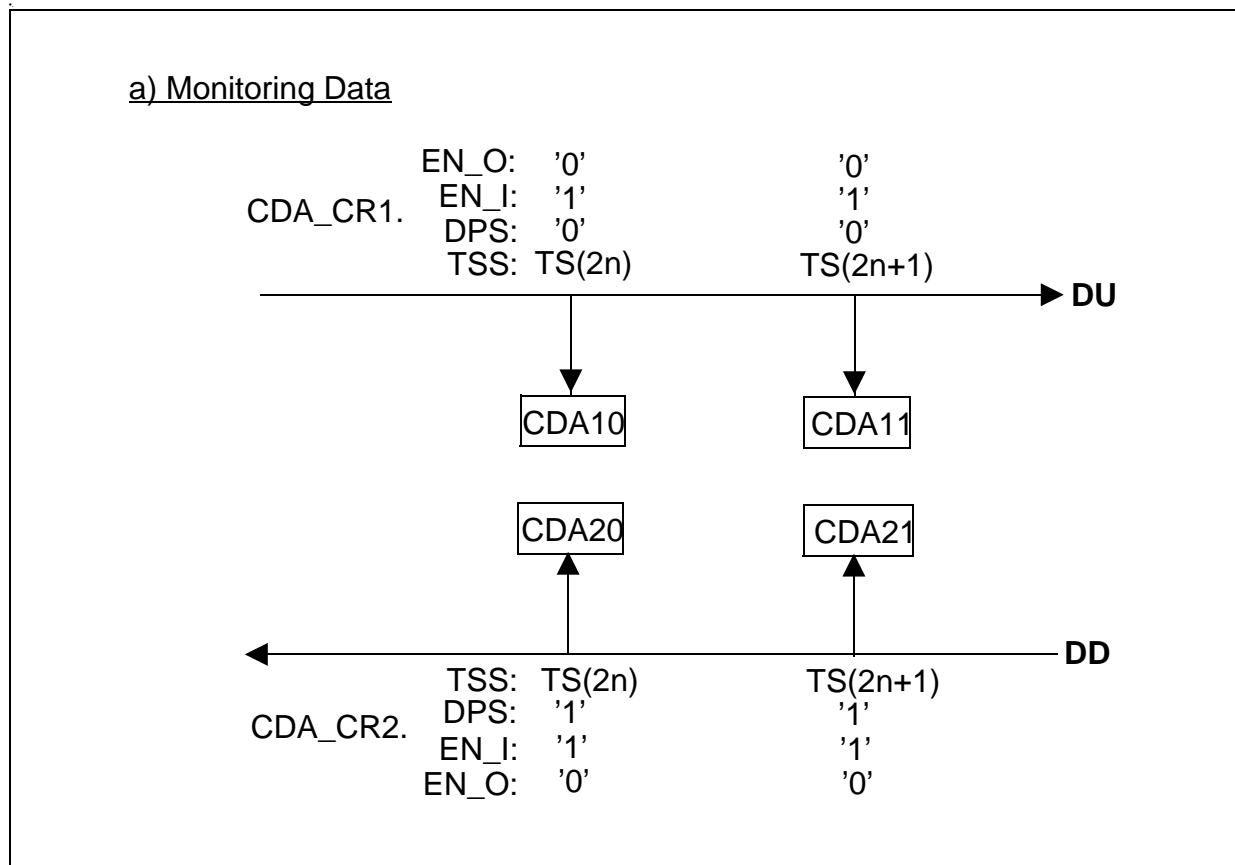 a) Monitoring Data
EN_O: ’0’ ’0’
EN_I: ’1’ ’1’
CDA_CR1.
DPS: ’0’ ’0’
TSS: TS(2n) TS(2n+1)
DU
CDA10 CDA11
CDA20 CDA21
DD
TSS: TS(2n) TS(2n+1)
DPS: ’1’ ’1’
CDA_CR2.
EN_I: ’1’ ’1’
EN_O: ’0’ ’0’